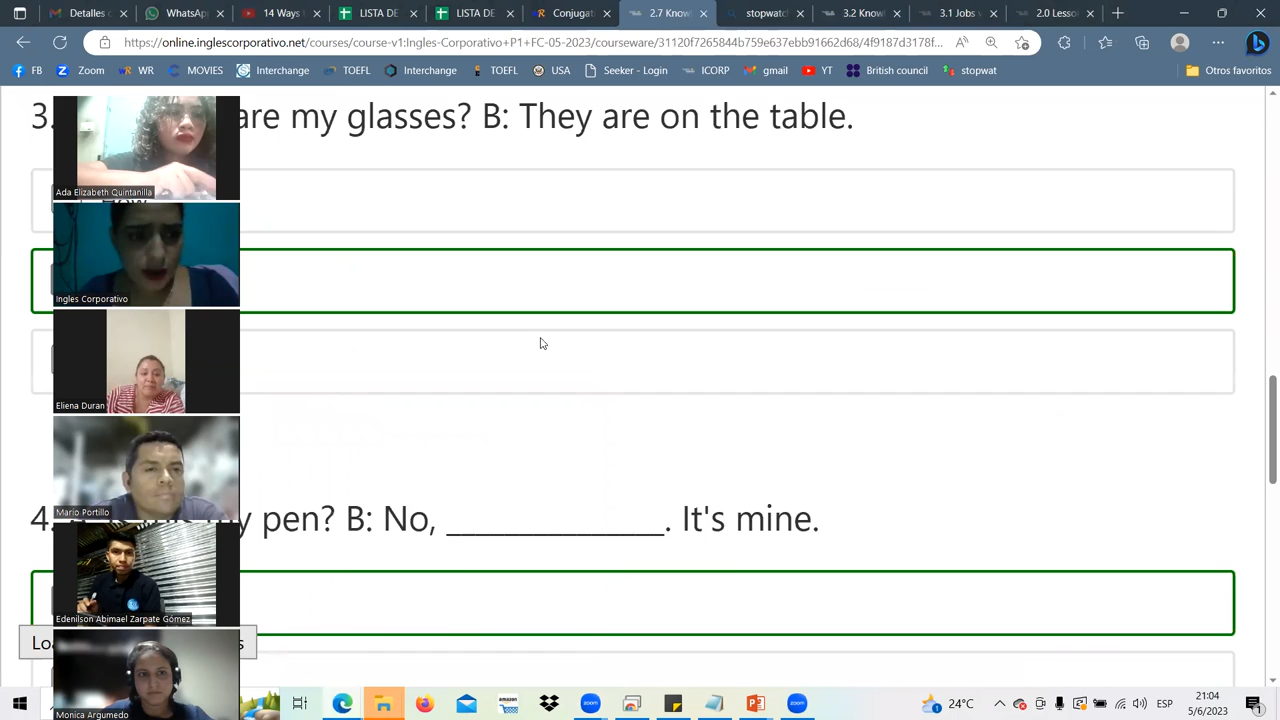 Details
WhatsA
14 Ways
LISTA DE
LISTA DE
Conjugat
2.7 Know
spotwatch
3.2 Know
3.1 Jobs
2.0 Lesso
https://online.inglescorporativo.net/courses/course-v1:Ingles-Corporativo+P1+FC-05-2023/courseware/31120f7265844b759e637ebb91662d68/4f9187d3178f...
FB
Zoom
WR
MOVIES
Interchange
TOEFL
Interchange
TOEFL
USA
Seeker - Login
ICORP
gmail
YT
British council
stopwat
Otros favoritos
3. are my glasses? B: They are on the table.
Ada Elizabeth Quintanilla
Ingles Corporativo
Eliena Duran
Mario Portillo
4. my pen? B: No, _______________. It's mine.
Edenilson Abimael Zarpate Gómez
Monica Argumedo
24°C
ESP
21:04
5/6/2023